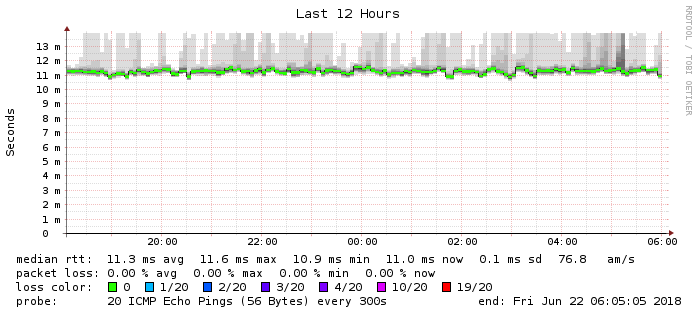 Last 12 Hours
RRDTOOL / TOBI OETIKER
Seconds
13 m
12 m
11 m
10 m
9 m
8 m
7 m
6 m
5 m
4 m
3 m
2 m
1 m
0
20:00 22:00 00:00 02:00 04:00 06:00
median rtt: 11.3 ms avg 11.6 ms max 10.9 ms min 11.0 ms now 0.1 ms sd 76.8 am/s
packet loss: 0.00 % avg 0.00 % max 0.00 % min 0.00 % now
loss color: 0 1/20 2/20 3/20 4/20 10/20 19/20
probe: 20 ICMP Echo Pings (56 Bytes) every 300s end: Fri Jun 22 06:05:05 2018